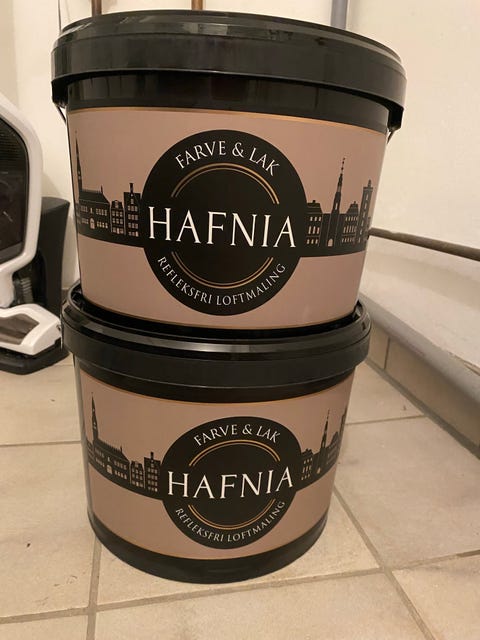 FARVE & LAK
HAFNIA
REFLEKSFRI LOFTMALING
FARVE & LAK
HAFNIA
REFLEKSFRI LOFTMALING